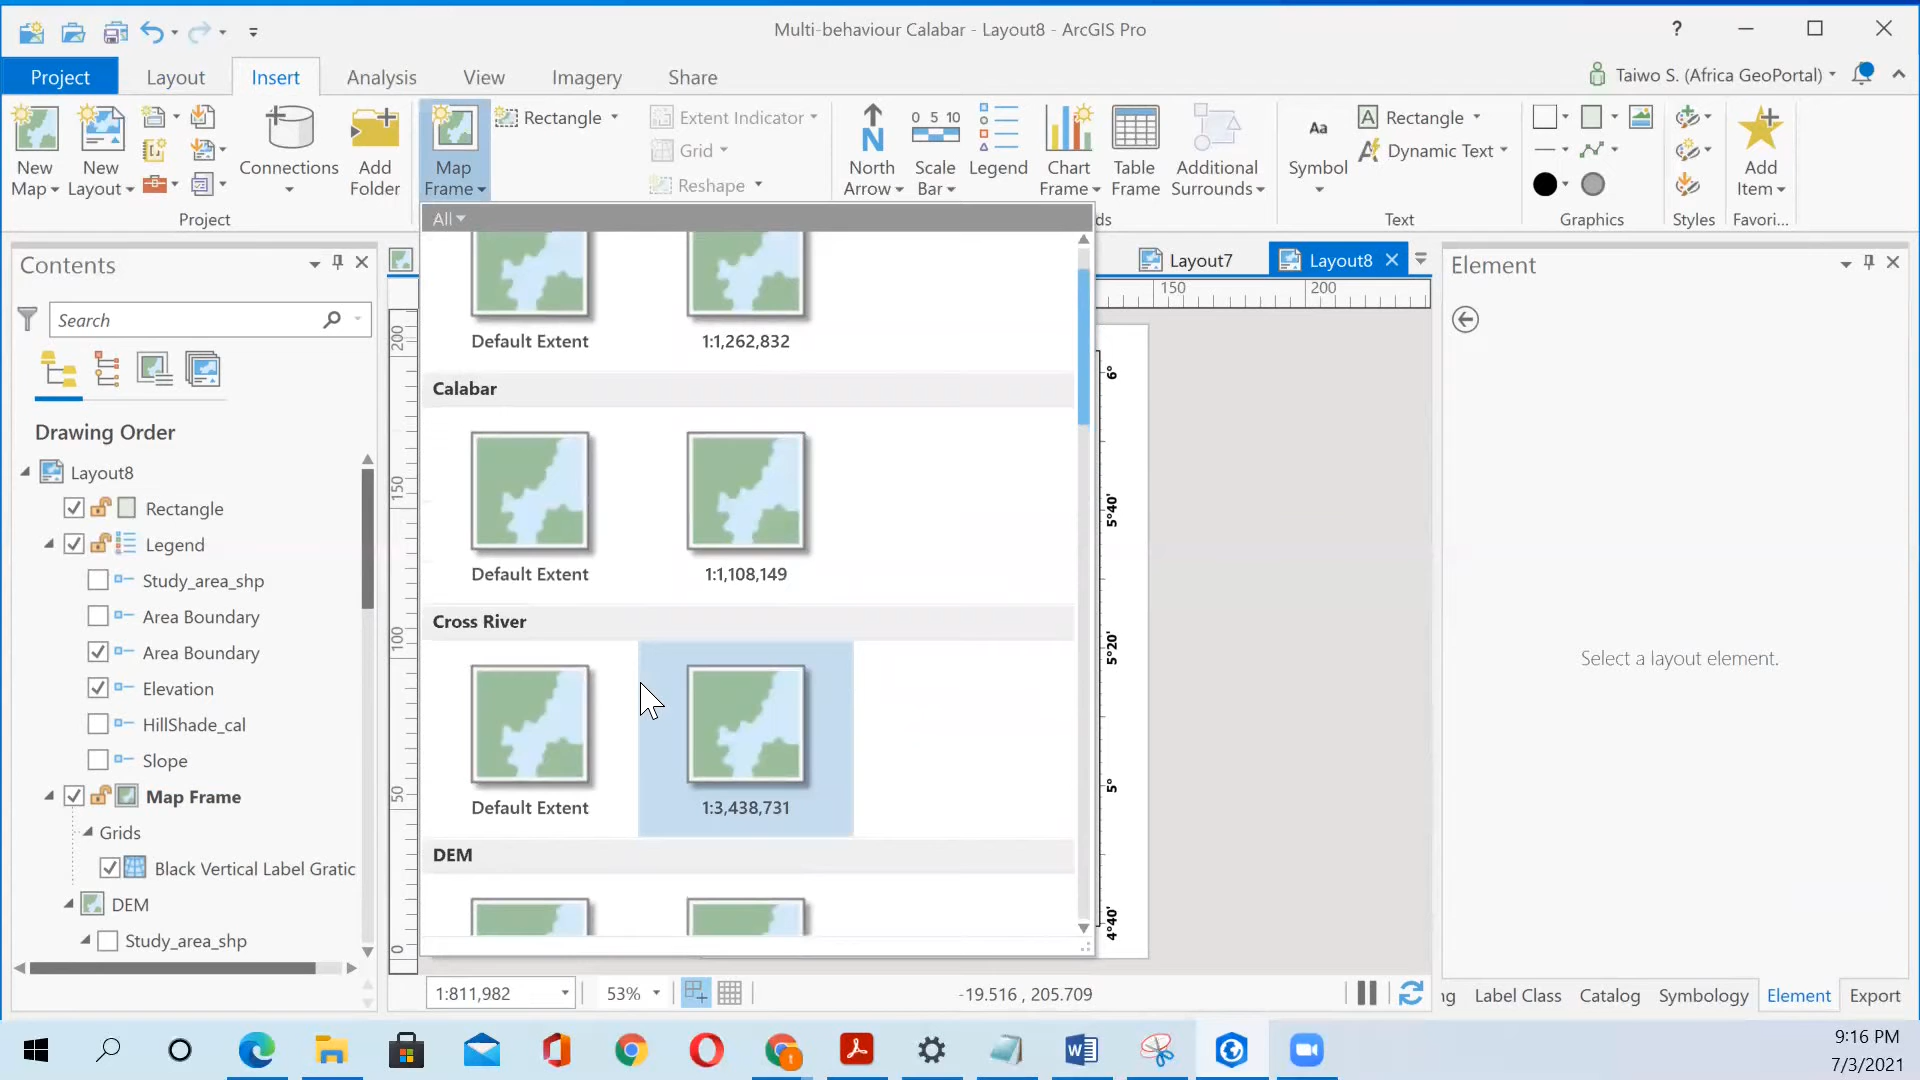 Multi-behaviour Calabar - Layout8 - ArcGIS Pro
?
Project
Layout
Insert
Analysis
View
Imagery
Share
Taiwo S. (Africa GeoPortal)
New Map
New Layout
Connections
Add Folder
Project
Map Frame
Rectangle
Extent Indicator
Grid
Reshape
North Arrow
N
0 5 10
Scale Bar
Legend
Chart Frame
Table Frame
Additional Surrounds
ds
Aa
Symbol
A Rectangle
A Dynamic Text
Text
Graphics
Styles
Add Item
Favori...
Contents
Search
Drawing Order
Layout8
Rectangle
Legend
Study_area_shp
Area Boundary
Area Boundary
Elevation
HillShade_cal
Slope
Map Frame
Grids
Black Vertical Label Gratic
DEM
Study_area_shp
All
Default Extent
1:1,262,832
Calabar
Default Extent
1:1,108,149
Cross River
Default Extent
1:3,438,731
DEM
Layout7
Layout8
150
200
200
150
100
50
0
6°
5°40'
5°20'
5°
4°40'
1:811,982
53%
-19.516 , 205.709
Element
Select a layout element.
ng
Label Class
Catalog
Symbology
Element
Export
t
W
9:16 PM
7/3/2021